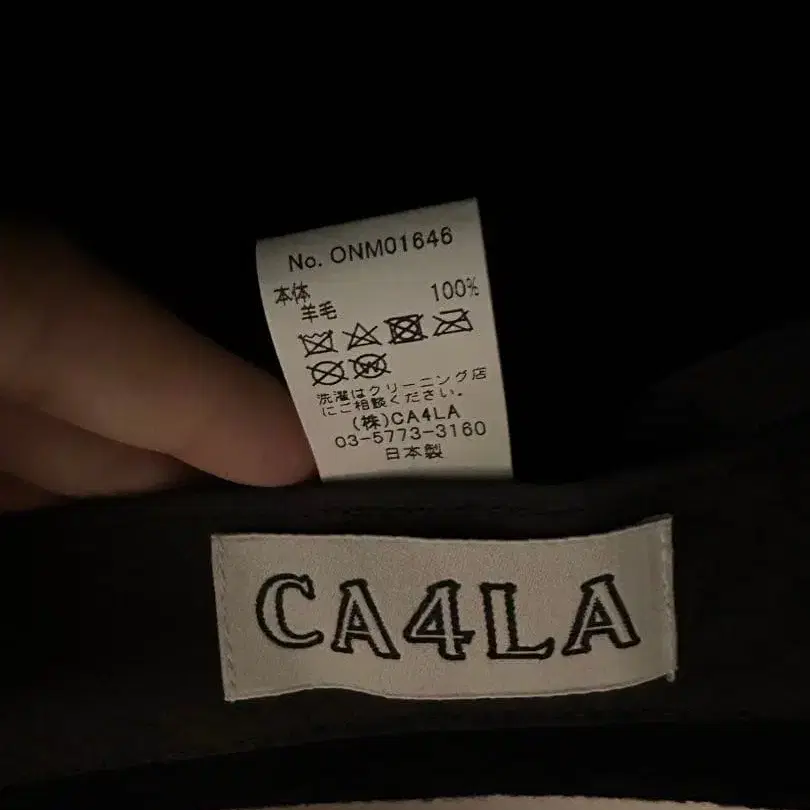 No. ONM01646
本体 100%
羊毛
洗濯はクリーニング店
にご相談ください。
(株)CA4LA
03-5773-3160
日本製
CA4LA